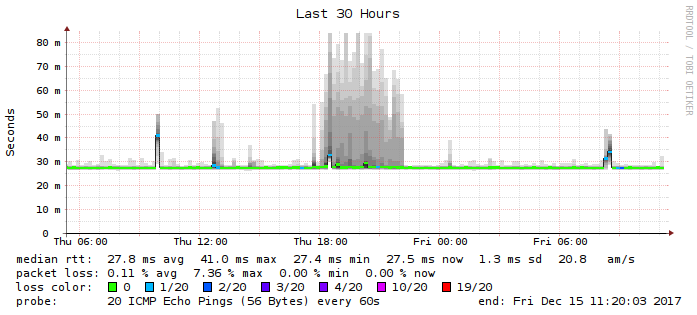 Last 30 Hours
RRDTOOL / TOBI OETIKER
Seconds
80 m
70 m
60 m
50 m
40 m
30 m
20 m
10 m
0
Thu 06:00 Thu 12:00 Thu 18:00 Fri 00:00 Fri 06:00
median rtt: 27.8 ms avg 41.0 ms max 27.4 ms min 27.5 ms now 1.3 ms sd 20.8 am/s
packet loss: 0.11 % avg 7.36 % max 0.00 % min 0.00 % now
loss color: 0 1/20 2/20 3/20 4/20 10/20 19/20
probe: 20 ICMP Echo Pings (56 Bytes) every 60s end: Fri Dec 15 11:20:03 2017